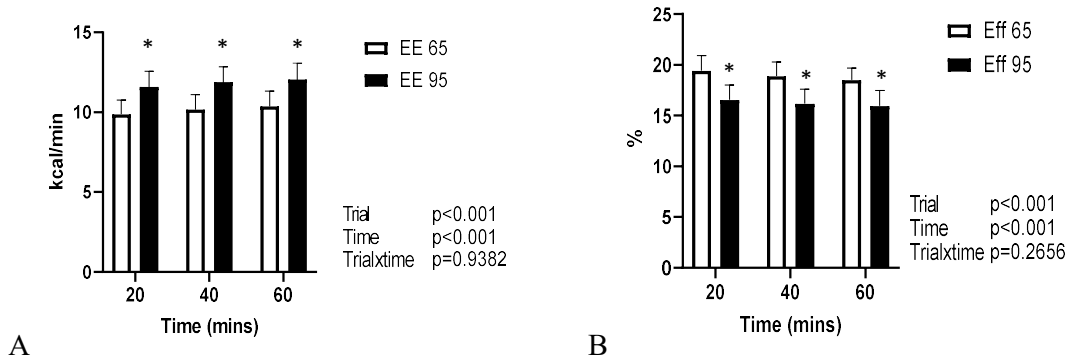 15
10
5
0
kcal/min
* * *
20 40 60
Time (mins)
EE 65
EE 95
Trial p<0.001
Time p<0.001
Trialxtime p=0.9382
A
25
20
15
10
5
0
%
* * *
20 40 60
Time (mins)
Eff 65
Eff 95
Trial p<0.001
Time p<0.001
Trialxtime p=0.2656
B